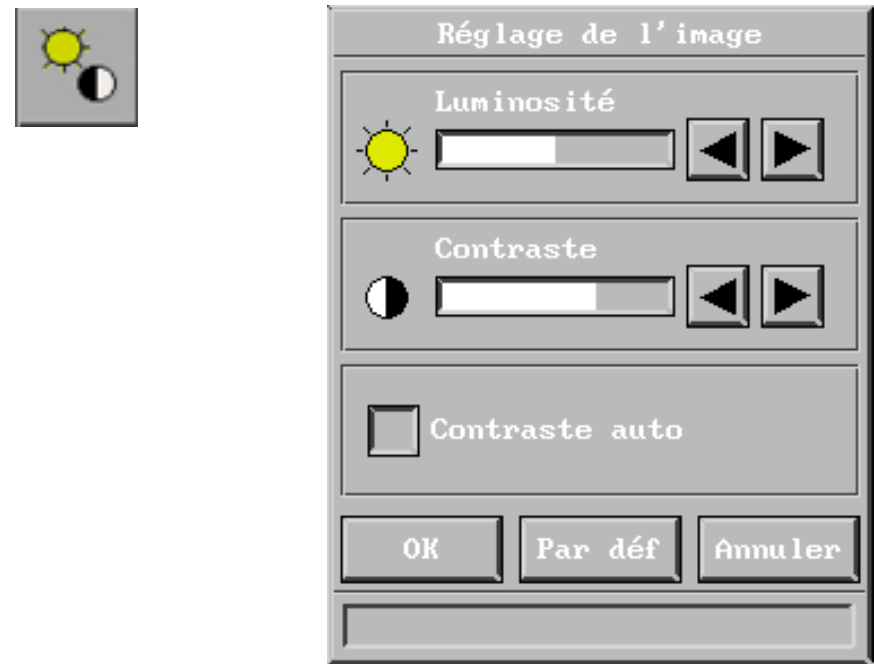 Réglage de l'image
Luminosité
Contraste
Contraste auto
OK
Par déf
Annuler